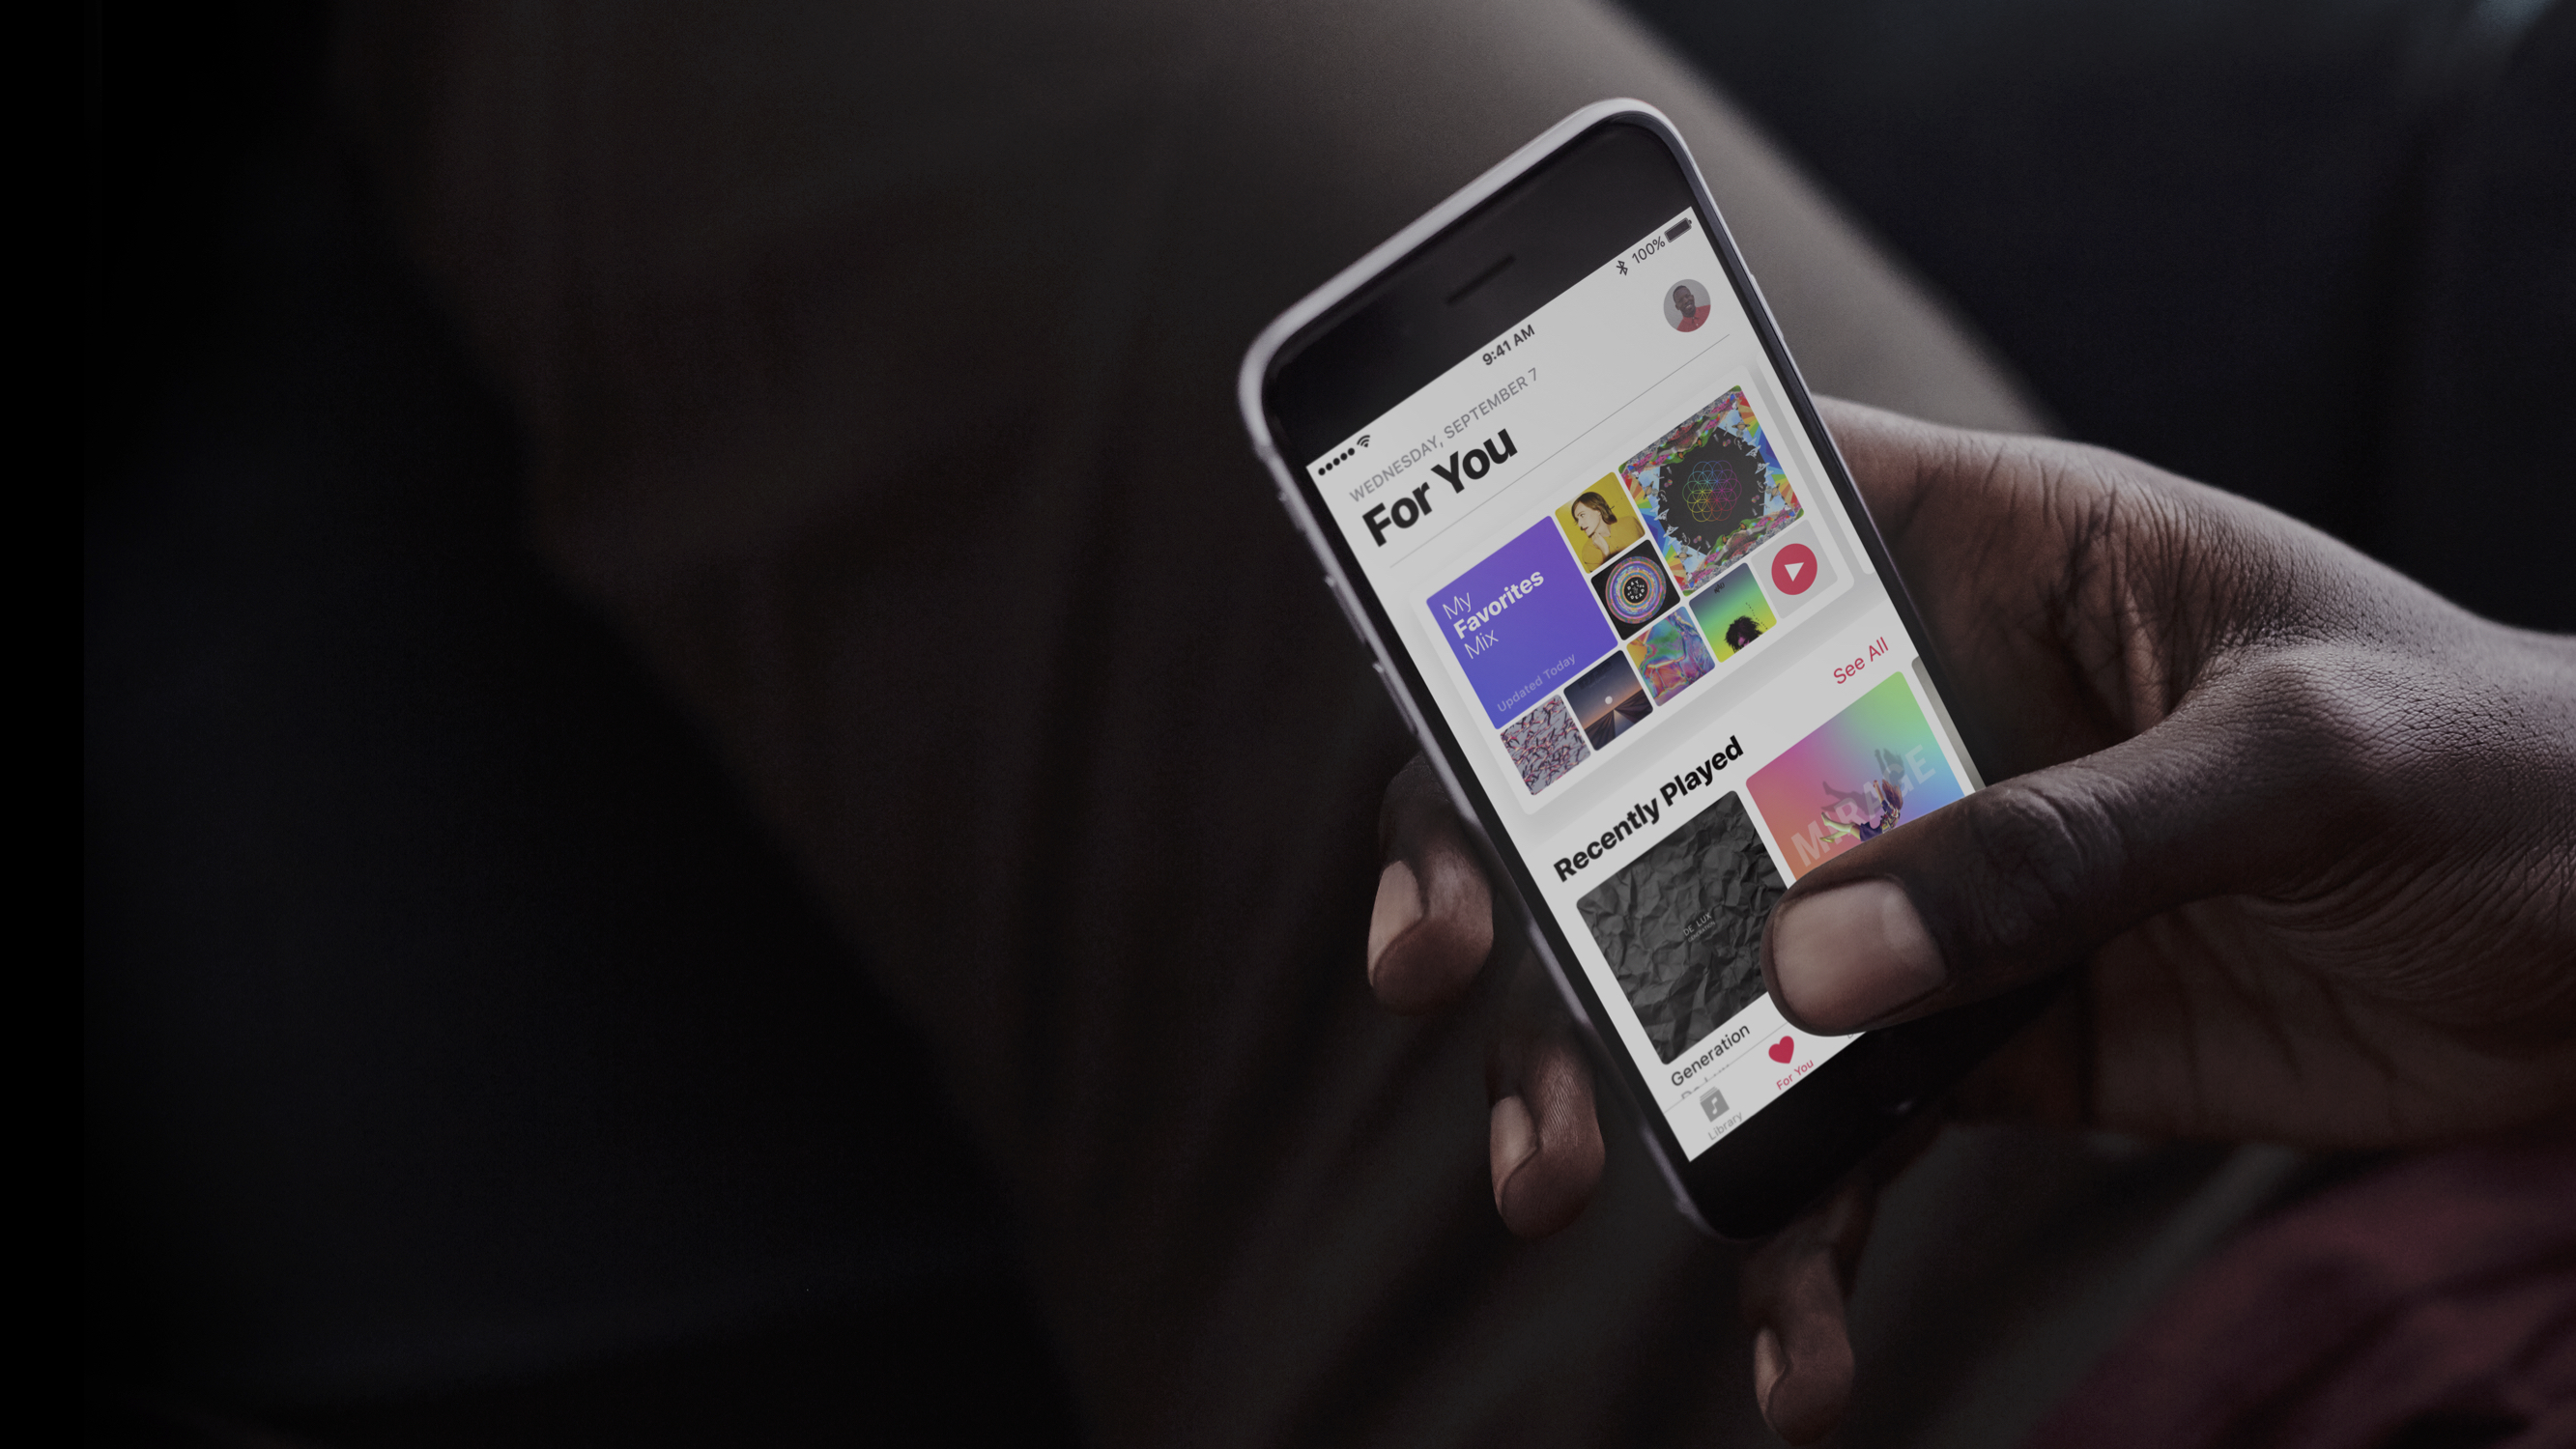 9:41 AM
100%
WEDNESDAY, SEPTEMBER 7
For You
My
Favorites
Mix
Updated Today
Recently Played
See All
DE LUX
GENERATION
MIRAGE
Generation
Library
For You